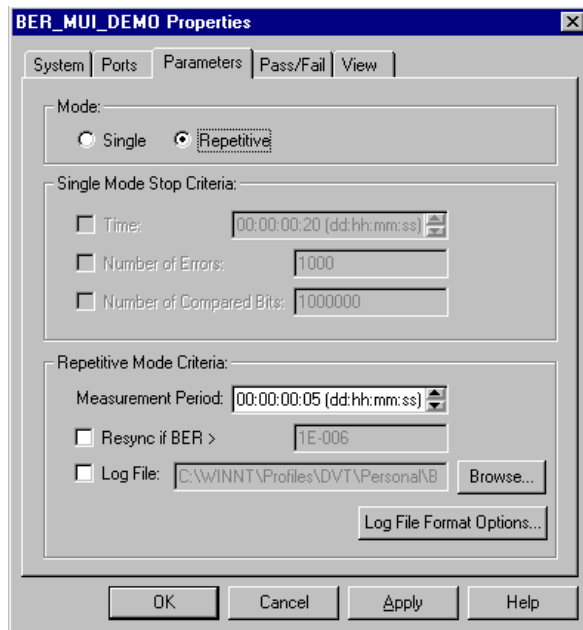 BER_MUI_DEMO Properties
System Ports Parameters Pass/Fail View
Mode:
Single Repetitive
Single Mode Stop Criteria:
Time: 00:00:00:20 (dd:hh:mm:ss)
Number of Errors: 1000
Number of Compared Bits: 1000000
Repetitive Mode Criteria:
Measurement Period: 00:00:00:05 (dd:hh:mm:ss)
Resync if BER > 1E-006
Log File: C:\WINNT\Profiles\DVT\Personal\B Browse...
Log File Format Options...
OK Cancel Apply Help